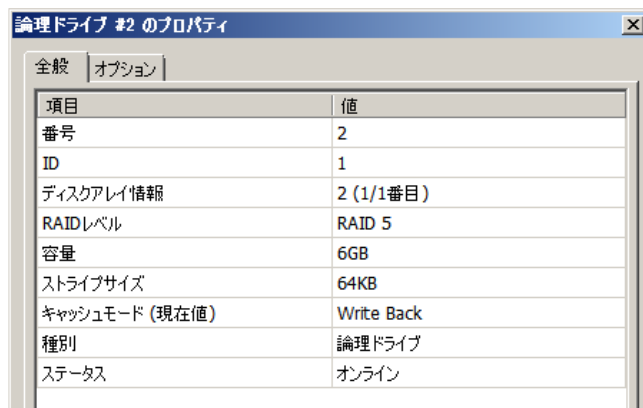 論理ドライブ #2 のプロパティ
全般 オプション
項目 値
番号 2
ID 1
ディスクアレイ情報 2 (1/1番目)
RAIDレベル RAID 5
容量 6GB
ストライプサイズ 64KB
キャッシュモード (現在値) Write Back
種別 論理ドライブ
ステータス オンライン